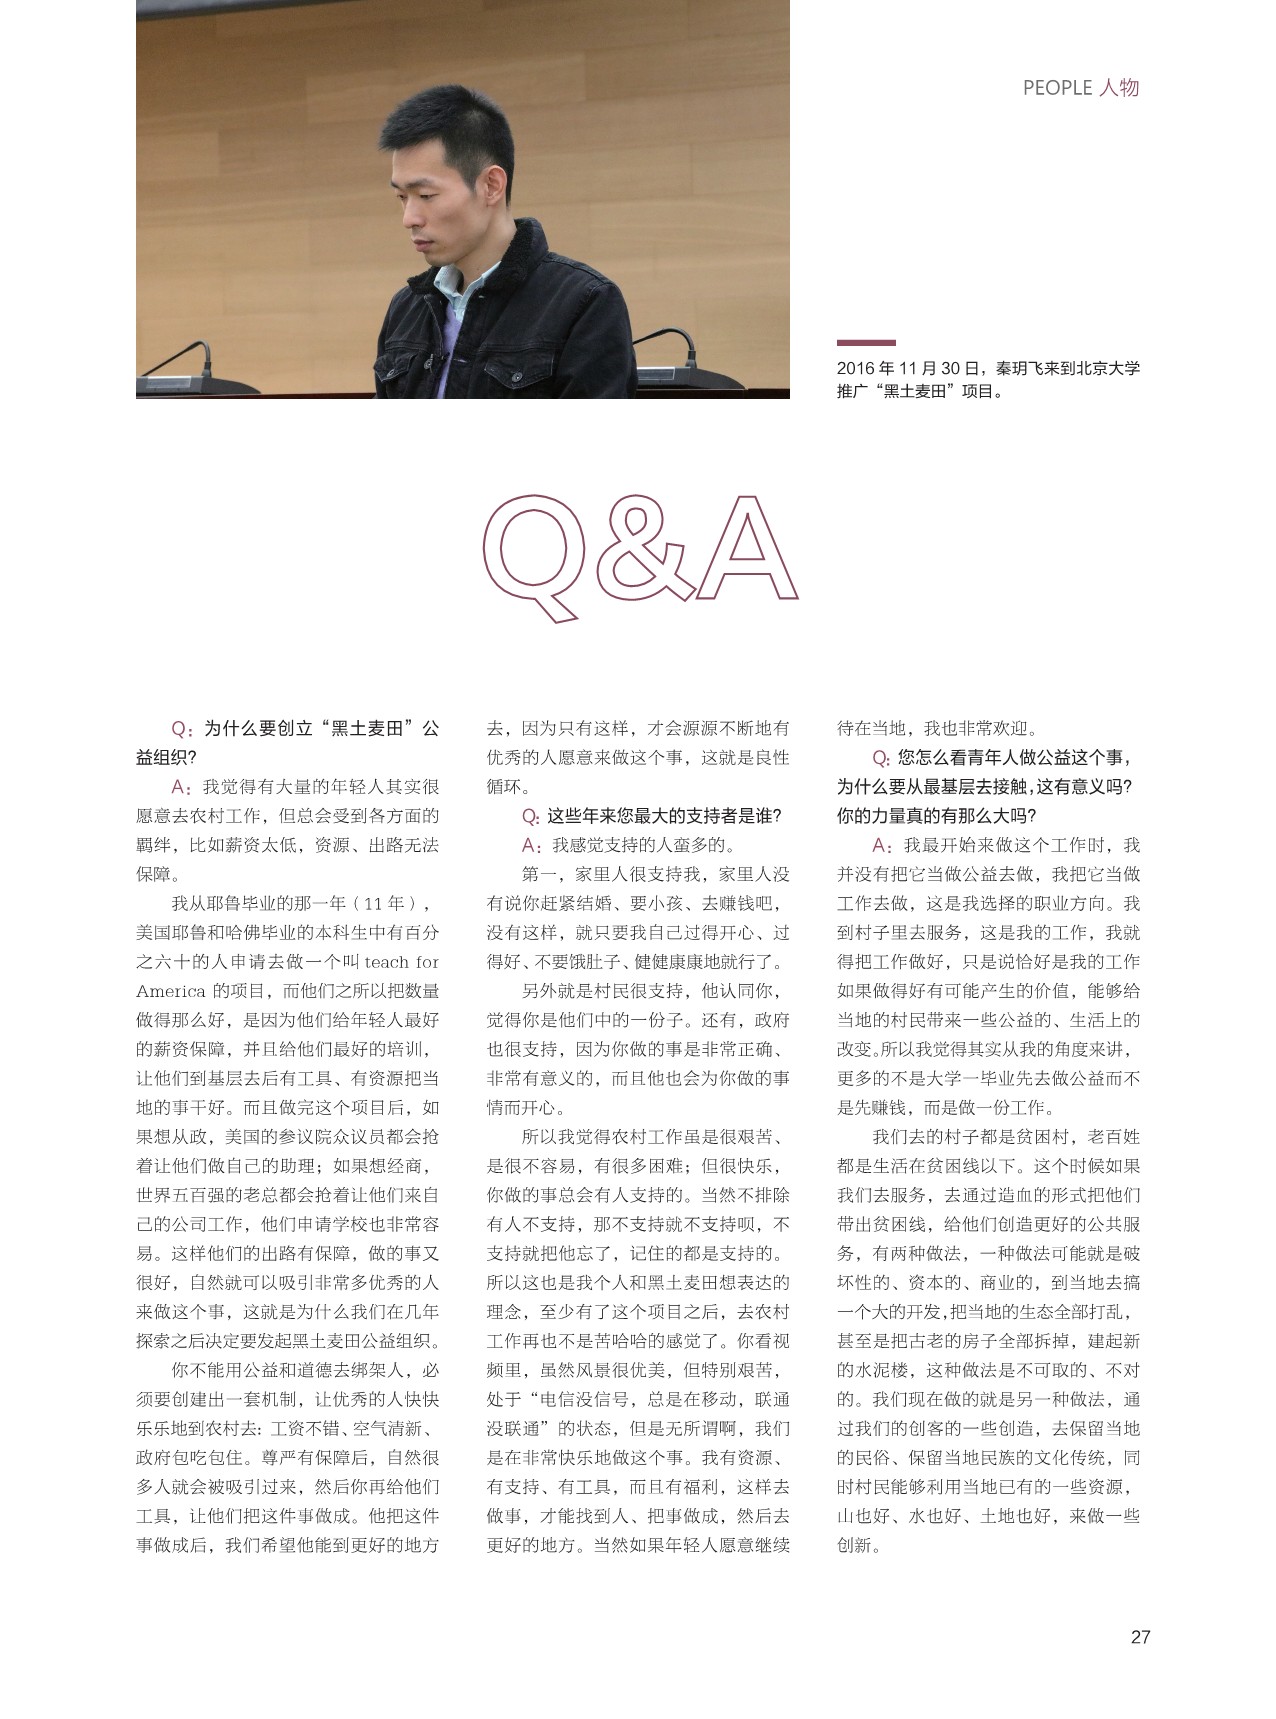 PEOPLE 人物
2016 年 11 月 30 日，秦玥飞来到北京大学
推广“黑土麦田”项目。
Q&A
Q：为什么要创立“黑土麦田”公
益组织？
A：我觉得有大量的年轻人其实很
愿意去农村工作，但总会受到各方面的
羁绊，比如薪资太低，资源、出路无法
保障。
我从耶鲁毕业的那一年（11 年），
美国耶鲁和哈佛毕业的本科生中有百分
之六十的人申请去做一个叫 teach for
America 的项目，而他们之所以把数量
做得那么好，是因为他们给年轻人最好
的薪资保障，并且给他们最好的培训，
让他们到基层去后有工具、有资源把当
地的事干好。而且做完这个项目后，如
果想从政，美国的参议院众议员都会抢
着让他们做自己的助理；如果想经商，
世界五百强的老总都会抢着让他们来自
己的公司工作，他们申请学校也非常容
易。这样他们的出路有保障，做的事又
很好，自然就可以吸引非常多优秀的人
来做这个事，这就是为什么我们在几年
探索之后决定要发起黑土麦田公益组织。
你不能用公益和道德去绑架人，必
须要创建出一套机制，让优秀的人快快
乐乐地到农村去：工资不错、空气清新、
政府包吃包住。尊严有保障后，自然很
多人就会被吸引过来，然后你再给他们
工具，让他们把这件事做成。他把这件
事做成后，我们希望他能到更好的地方
去，因为只有这样，才会源源不断地有
优秀的人愿意来做这个事，这就是良性
循环。
Q：这些年来您最大的支持者是谁？
A：我感觉支持的人蛮多的。
第一，家里人很支持我，家里人没
有说你赶紧结婚、要小孩、去赚钱吧，
没有这样，就只要我自己过得开心、过
得好、不要饿肚子、健健康康地就行了。
另外就是村民很支持，他认同你，
觉得你是他们中的一份子。还有，政府
也很支持，因为你做的事是非常正确、
非常有意义的，而且他也会为你做的事
情而开心。
所以我觉得农村工作虽是很艰苦、
是很不容易，有很多困难；但很快乐，
你做的事总会有人支持的。当然不排除
有人不支持，那不支持就不支持呗，不
支持就把他忘了，记住的都是支持的。
所以这也是我个人和黑土麦田想表达的
理念，至少有了这个项目之后，去农村
工作再也不是苦哈哈的感觉了。你看视
频里，虽然风景很优美，但特别艰苦，
处于“电信没信号，总是在移动，联通
没联通”的状态，但是无所谓啊，我们
是在非常快乐地做这个事。我有资源、
有支持、有工具，而且有福利，这样去
做事，才能找到人、把事做成，然后去
更好的地方。当然如果年轻人愿意继续
待在当地，我也非常欢迎。
Q：您怎么看青年人做公益这个事，
为什么要从最基层去接触，这有意义吗？
你的力量真的有那么大吗？
A：我最开始来做这个工作时，我
并没有把它当做公益去做，我把它当做
工作去做，这是我选择的职业方向。我
到村子里去服务，这是我的工作，我就
得把工作做好，只是说恰好是我的工作
如果做得好有可能产生的价值，能够给
当地的村民带来一些公益的、生活上的
改变。所以我觉得其实从我的角度来讲，
更多的不是大学一毕业先去做公益而不
是先赚钱，而是做一份工作。
我们去的村子都是贫困村，老百姓
都是生活在贫困线以下。这个时候如果
我们去服务，去通过造血的形式把他们
带出贫困线，给他们创造更好的公共服
务，有两种做法，一种做法可能就是破
坏性的、资本的、商业的，到当地去搞
一个大的开发，把当地的生态全部打乱，
甚至是把古老的房子全部拆掉，建起新
的水泥楼，这种做法是不可取的、不对
的。我们现在做的就是另一种做法，通
过我们的创客的一些创造，去保留当地
的民俗、保留当地民族的文化传统，同
时村民能够利用当地已有的一些资源，
山也好、水也好、土地也好，来做一些
创新。
27